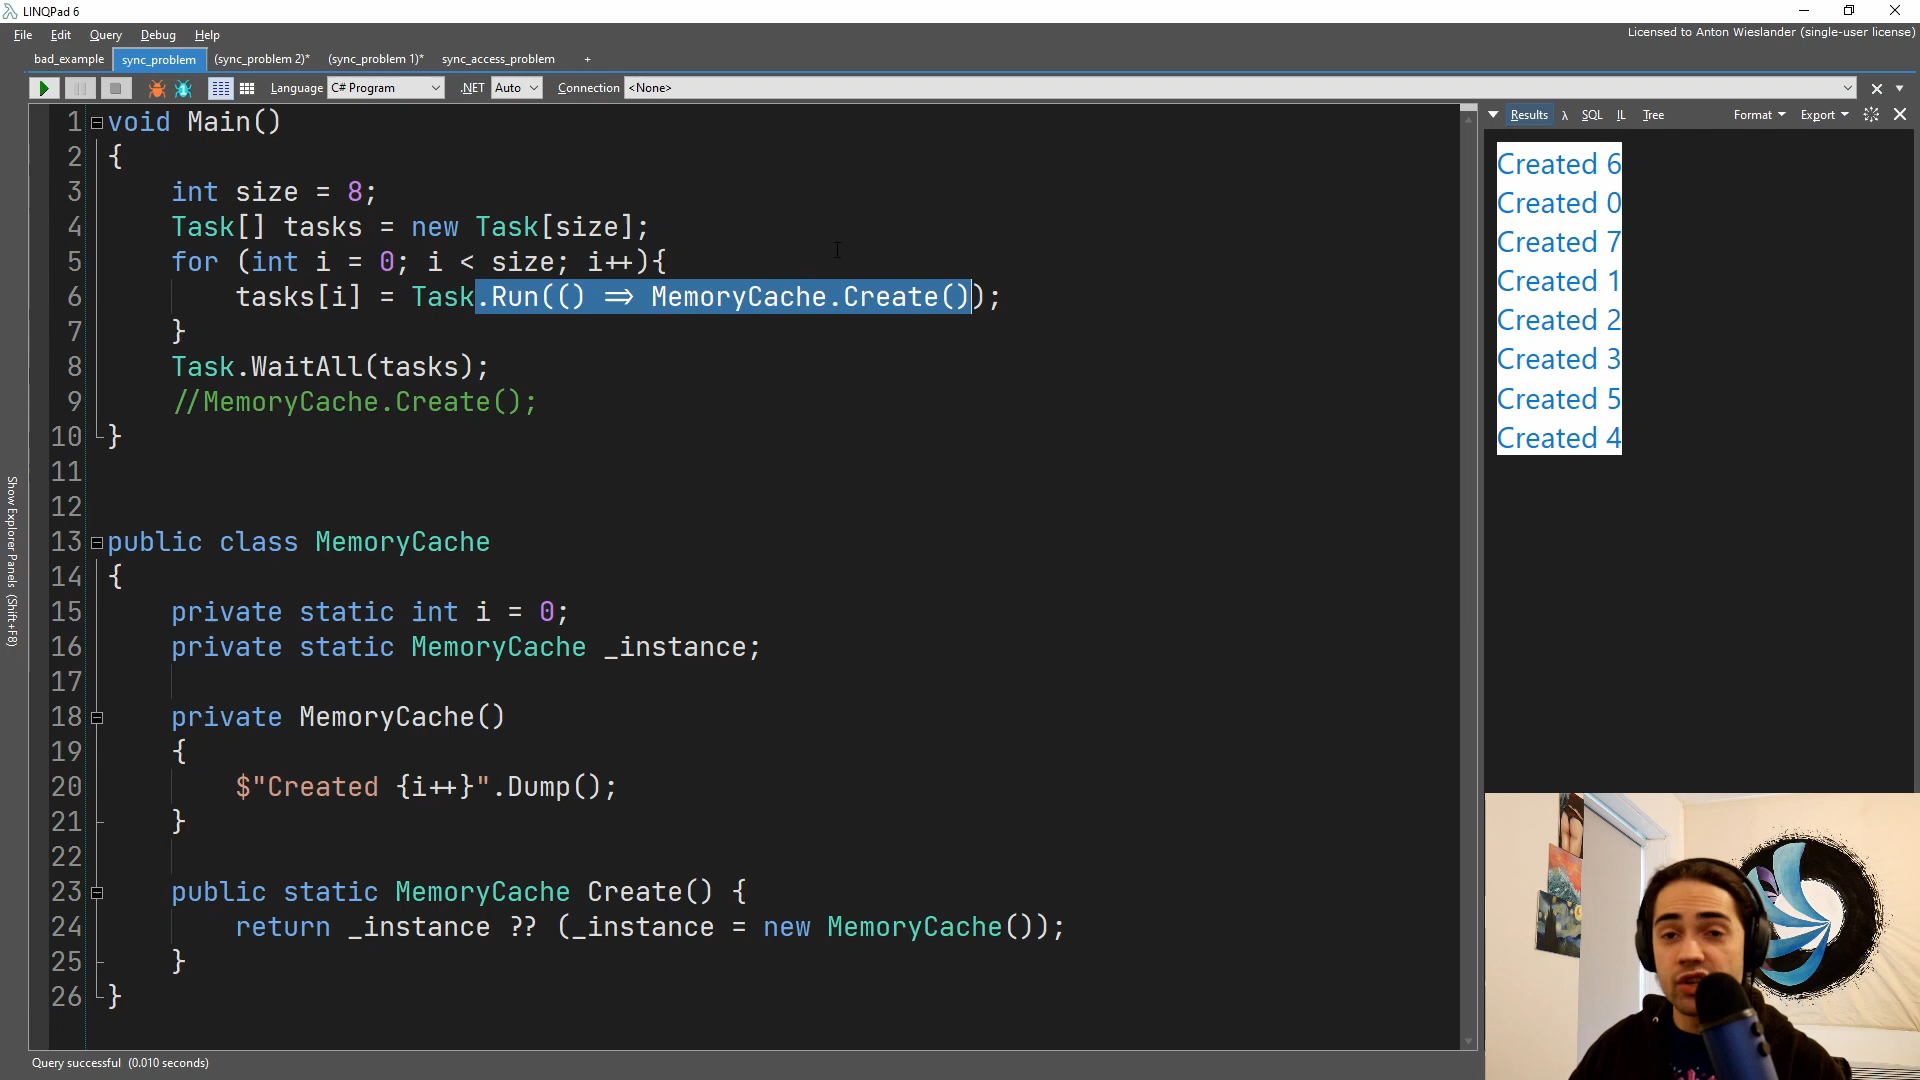 LINQPad 6
File Edit Query Debug Help
Licensed to Anton Wieslander (single-user license)
bad_example sync_problem (sync_problem 2)* (sync_problem 1)* sync_access_problem +
Language C# Program .NET Auto Connection <None>
Results λ SQL IL Tree Format Export
1 void Main()
2 {
3 int size = 8;
4 Task[] tasks = new Task[size];
5 for (int i = 0; i < size; i++){
6 tasks[i] = Task.Run(() => MemoryCache.Create());
7 }
8 Task.WaitAll(tasks);
9 //MemoryCache.Create();
10 }
11
12
13 public class MemoryCache
14 {
15 private static int i = 0;
16 private static MemoryCache _instance;
17
18 private MemoryCache()
19 {
20 $"Created {i++}".Dump();
21 }
22
23 public static MemoryCache Create() {
24 return _instance ?? (_instance = new MemoryCache());
25 }
26 }
Created 6
Created 0
Created 7
Created 1
Created 2
Created 3
Created 5
Created 4
Show Explorer Panels (Shift+F8)
Query successful (0.010 seconds)